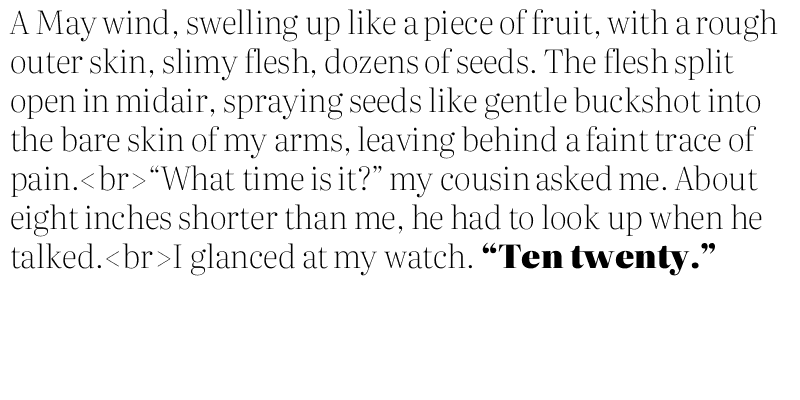 A May wind, swelling up like a piece of fruit, with a rough
outer skin, slimy flesh, dozens of seeds. The flesh split
open in midair, spraying seeds like gentle buckshot into
the bare skin of my arms, leaving behind a faint trace of
pain.<br>“What time is it?” my cousin asked me. About
eight inches shorter than me, he had to look up when he
talked.<br>I glanced at my watch. “Ten twenty.”